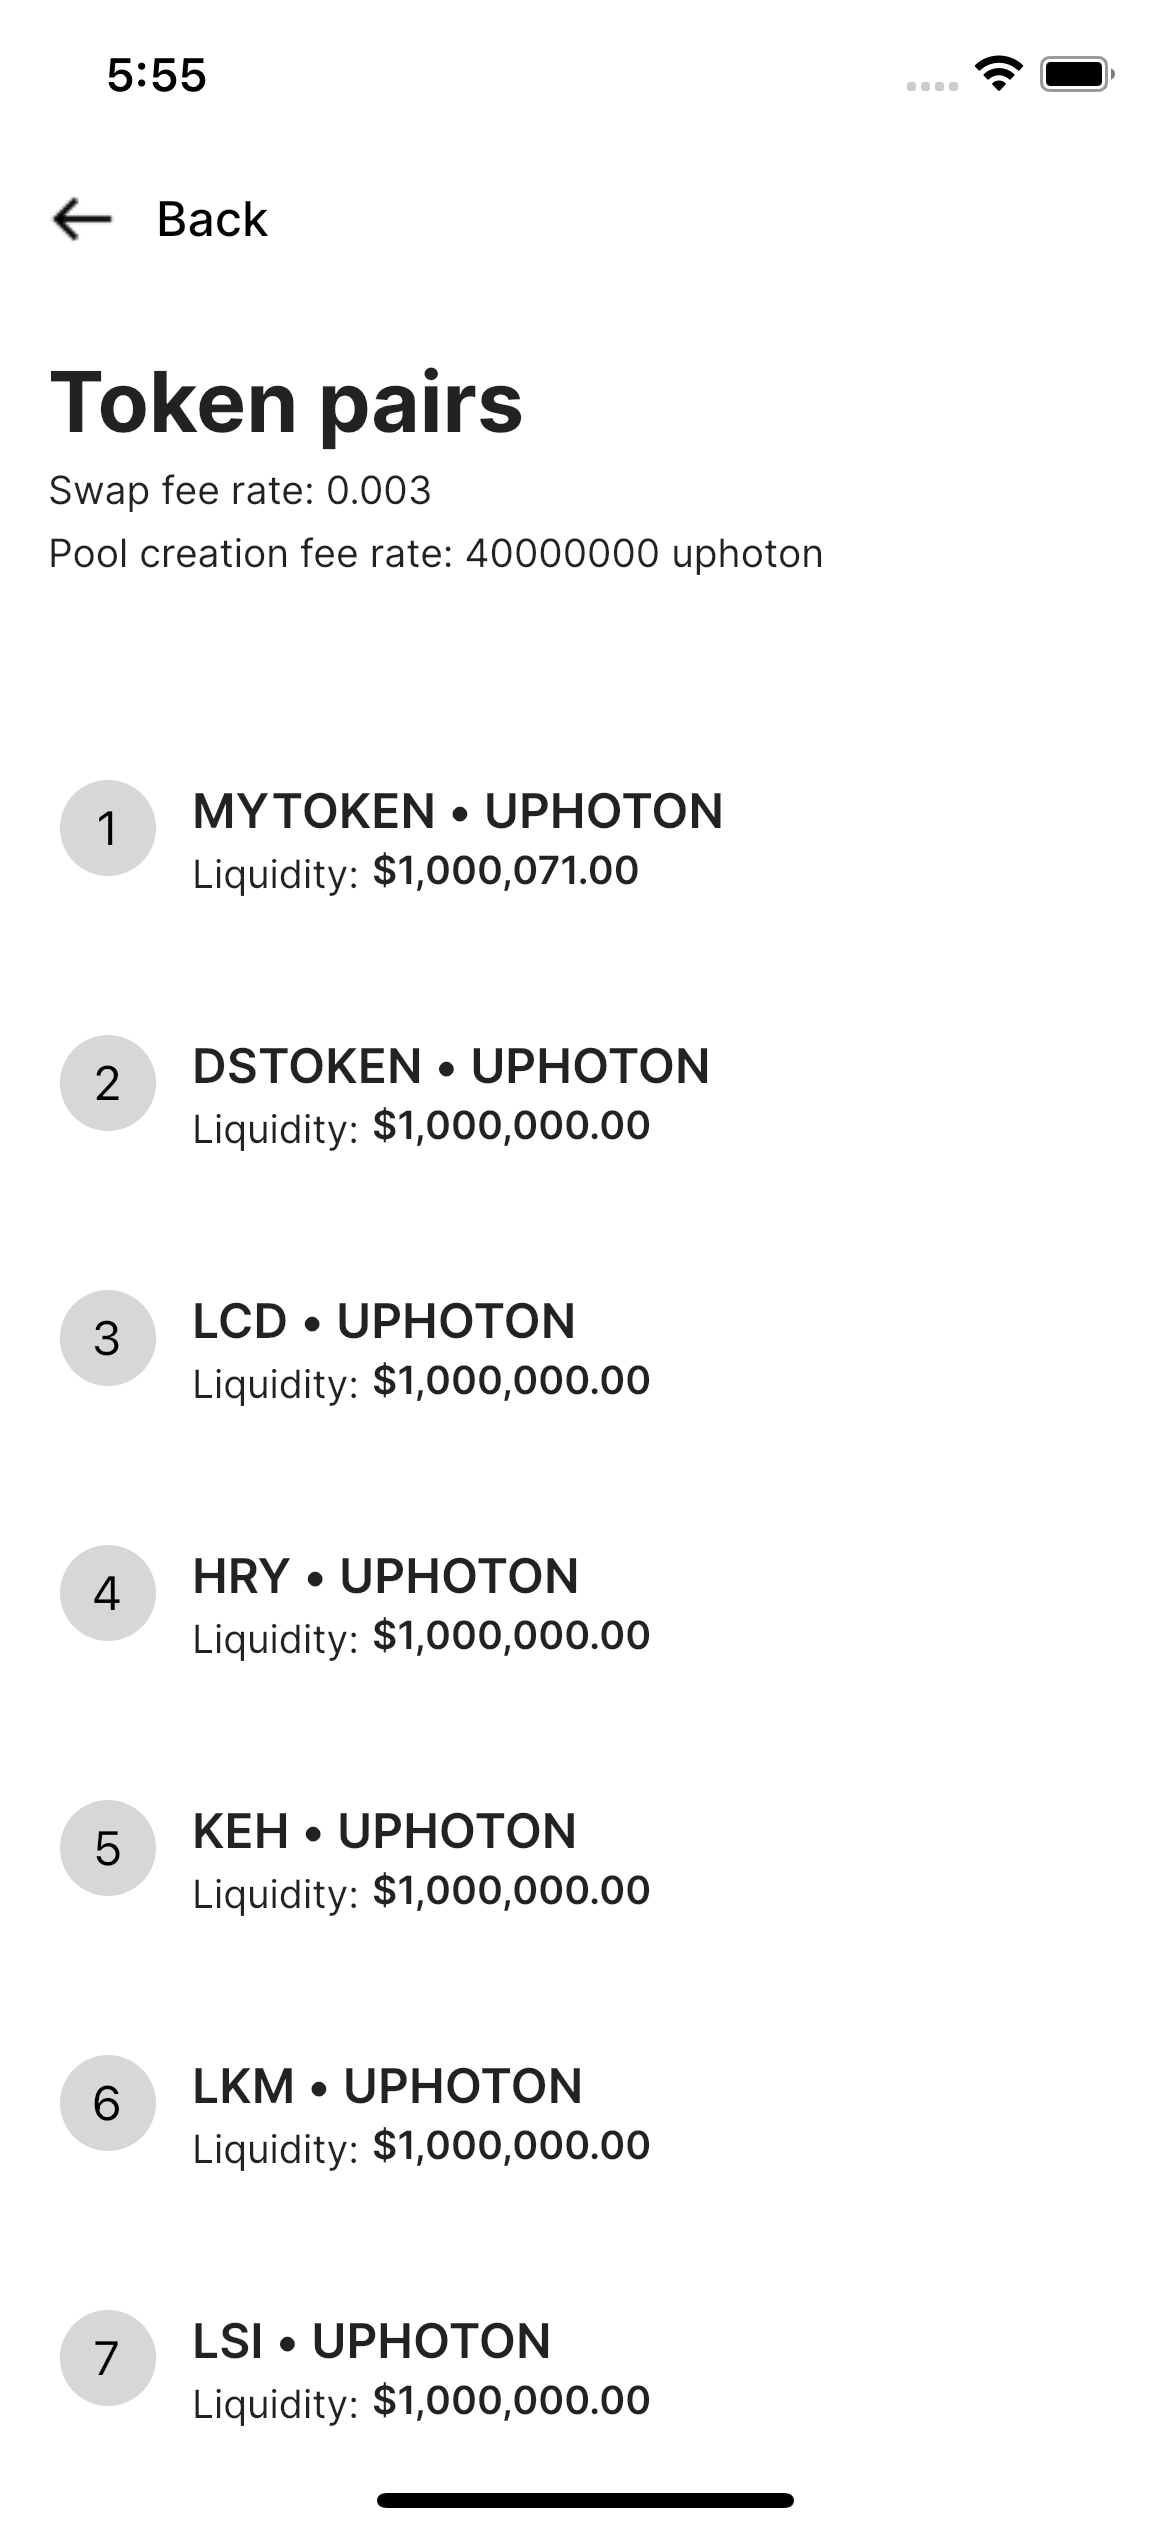 5:55
Back
Token pairs
Swap fee rate: 0.003
Pool creation fee rate: 40000000 uphoton
1
MYTOKEN • UPHOTON
Liquidity: $1,000,071.00
2
DSTOKEN • UPHOTON
Liquidity: $1,000,000.00
3
LCD • UPHOTON
Liquidity: $1,000,000.00
4
HRY • UPHOTON
Liquidity: $1,000,000.00
5
KEH • UPHOTON
Liquidity: $1,000,000.00
6
LKM • UPHOTON
Liquidity: $1,000,000.00
7
LSI • UPHOTON
Liquidity: $1,000,000.00